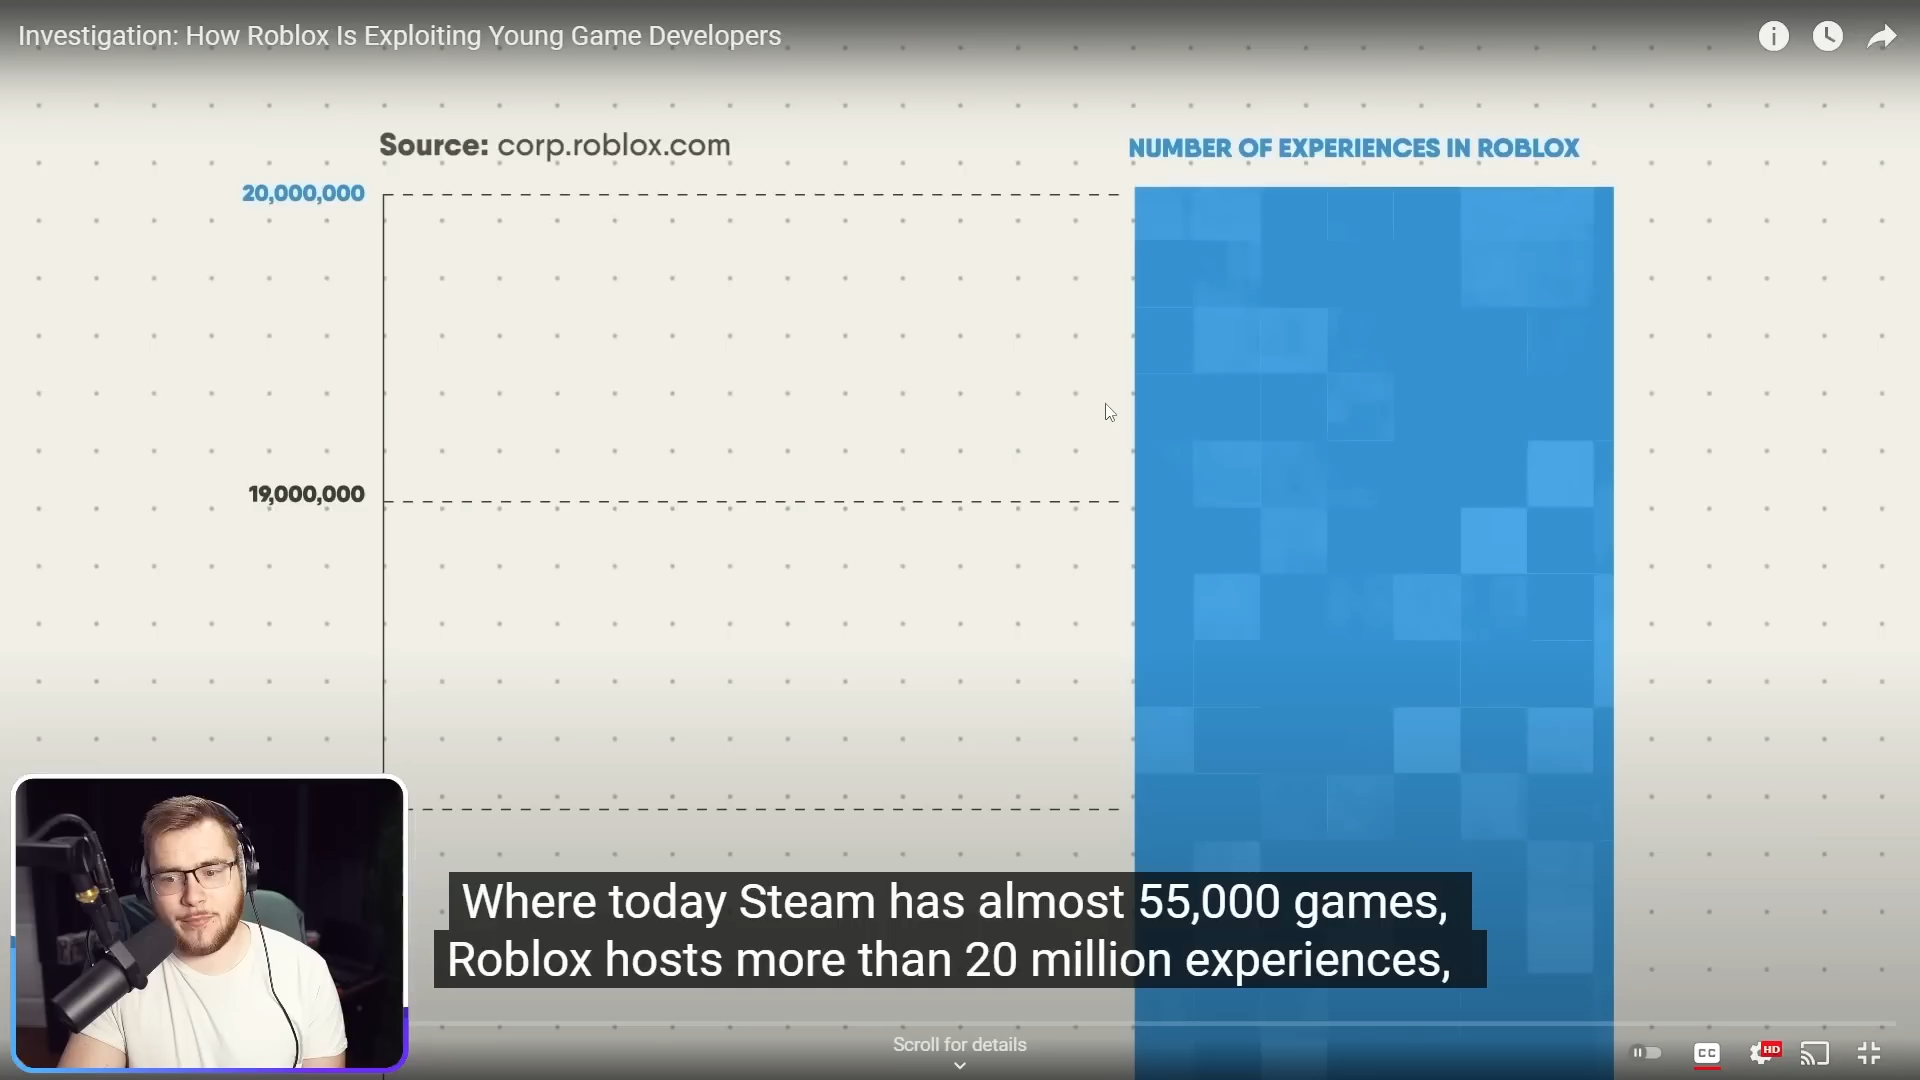 Investigation: How Roblox Is Exploiting Young Game Developers
Source: corp.roblox.com
NUMBER OF EXPERIENCES IN ROBLOX
20,000,000
19,000,000
Where today Steam has almost 55,000 games,
Roblox hosts more than 20 million experiences,
Scroll for details
CC
HD